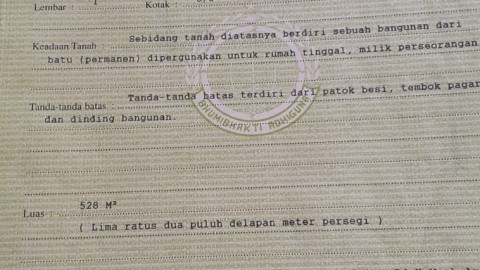 Lembar : Kotak :
Keadaan Tanah : Sebidang tanah diatasnya berdiri sebuah bangunan dari
batu (permanen) dipergunakan untuk rumah tinggal, milik perseorangan
Tanda-tanda batas : Tanda-tanda batas terdiri dari patok besi, tembok pagar
dan dinding bangunan.
BHUMIBHAKTI ADHIGUNA
Luas : 528 M²
( Lima ratus dua puluh delapan meter persegi )